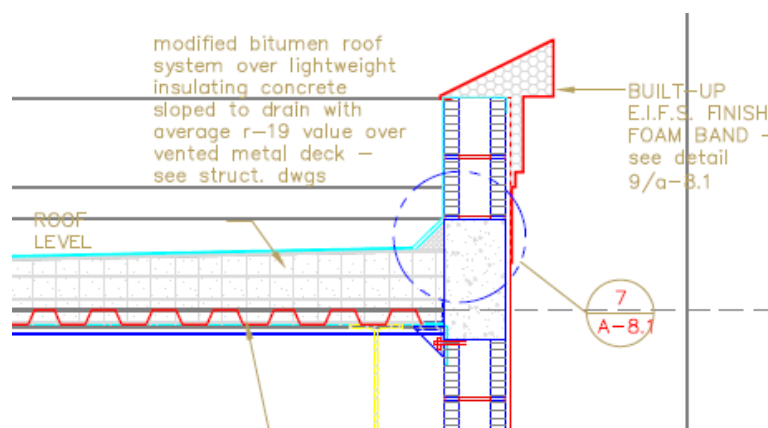 modified bitumen roof
system over lightweight
insulating concrete
sloped to drain with
average r-19 value over
vented metal deck -
see struct. dwgs
BUILT-UP
E.I.F.S. FINISH
FOAM BAND -
see detail
9/a-8.1
ROOF
LEVEL
7
A-8.1